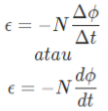 ϵ = −N Δϕ/Δt
atau
ϵ = −N dϕ/dt